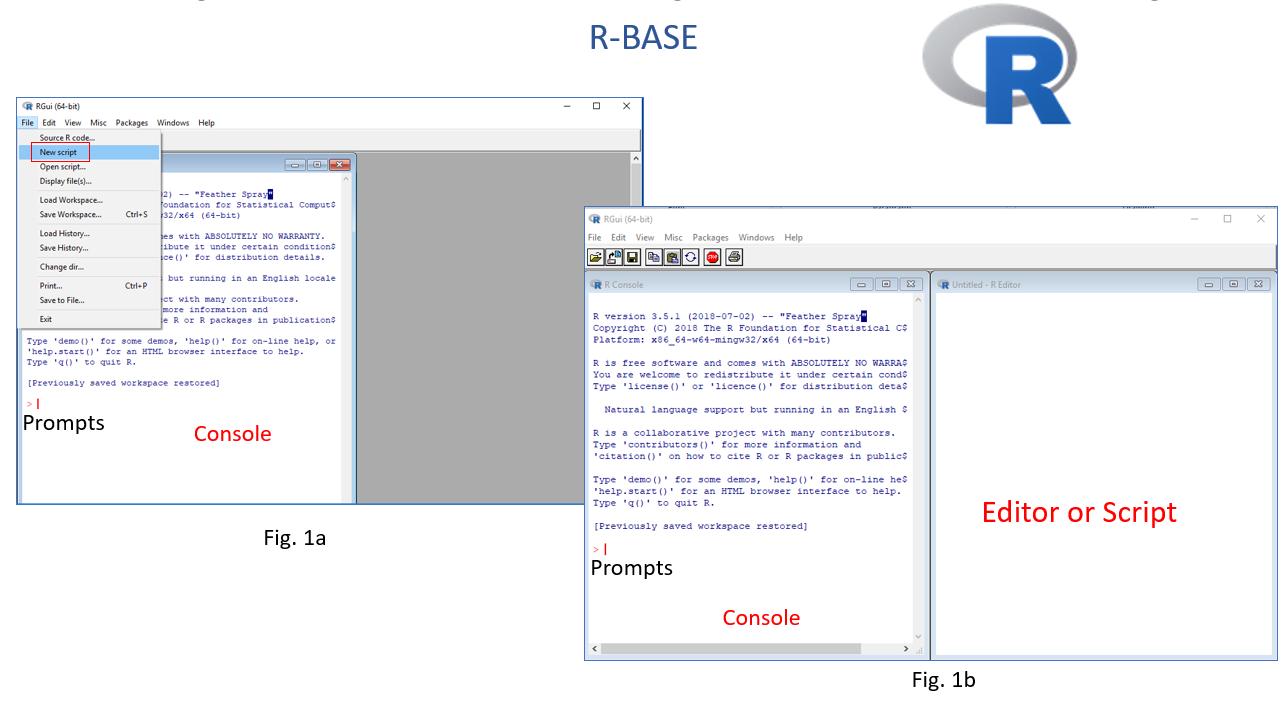 R-BASE
R
RGui (64-bit)
File Edit View Misc Packages Windows Help
Source R code...
New script
Open script...
Display file(s)...
Load Workspace...
Save Workspace... Ctrl+S
Load History...
Save History...
Change dir...
Print... Ctrl+P
Save to File...
Exit
2) -- "Feather Spray"
oundation for Statistical Comput$
32/x64 (64-bit)
es with ABSOLUTELY NO WARRANTY.
ibute it under certain condition$
ce()' for distribution details.
but running in an English locale
ct with many contributors.
more information and
e R or R packages in publication$
Type 'demo()' for some demos, 'help()' for on-line help, or
'help.start()' for an HTML browser interface to help.
Type 'q()' to quit R.
[Previously saved workspace restored]
> |
Prompts
Console
Fig. 1a
RGui (64-bit)
File Edit View Misc Packages Windows Help
STOP
R Console
R version 3.5.1 (2018-07-02) -- "Feather Spray"
Copyright (C) 2018 The R Foundation for Statistical C$
Platform: x86_64-w64-mingw32/x64 (64-bit)
R is free software and comes with ABSOLUTELY NO WARRA$
You are welcome to redistribute it under certain cond$
Type 'license()' or 'licence()' for distribution deta$
Natural language support but running in an English $
R is a collaborative project with many contributors.
Type 'contributors()' for more information and
'citation()' on how to cite R or R packages in public$
Type 'demo()' for some demos, 'help()' for on-line he$
'help.start()' for an HTML browser interface to help.
Type 'q()' to quit R.
[Previously saved workspace restored]
> |
Prompts
Console
Untitled - R Editor
Editor or Script
Fig. 1b